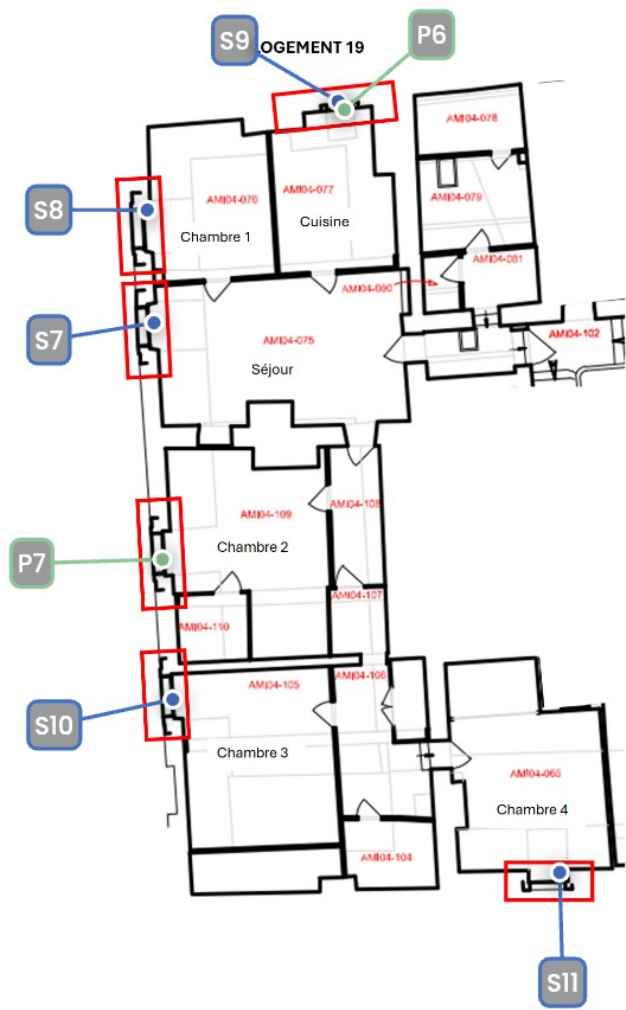 S9
LOGEMENT 19
P6
AMI04-078
S8
AMI04-076
AMI04-077
AMI04-079
Chambre 1
Cuisine
AMI04-081
AMI04-080
S7
AMI04-075
AMI04-102
Séjour
AMI04-109
AMI04-108
Chambre 2
P7
AMI04-107
AMI04-110
AMI04-106
AMI04-105
S10
Chambre 3
AMI04-065
Chambre 4
AMI04-104
S11